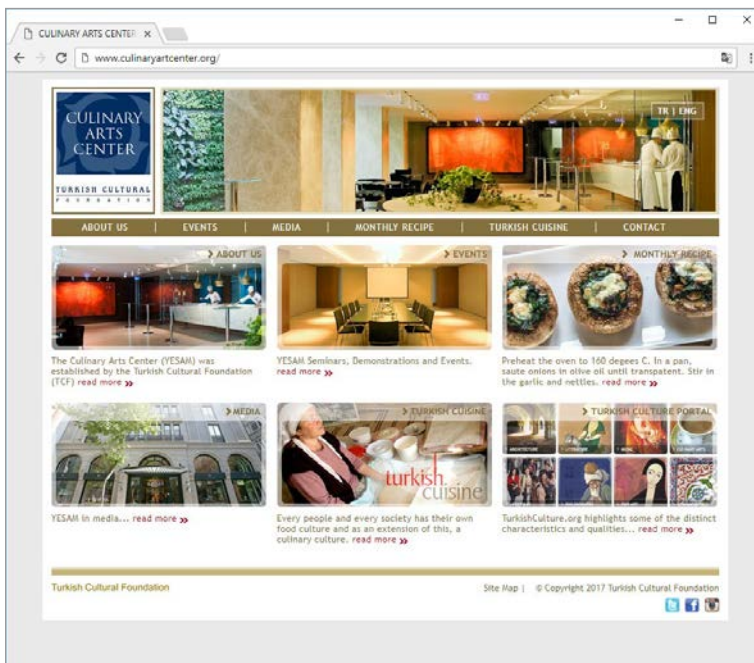 CULINARY ARTS CENTER
www.culinaryartcenter.org/
CULINARY
ARTS
CENTER
TURKISH CULTURAL
FOUNDATION
TR | ENG
ABOUT US | EVENTS | MEDIA | MONTHLY RECIPE | TURKISH CUISINE | CONTACT
ABOUT US
EVENTS
MONTHLY RECIPE
The Culinary Arts Center (YESAM) was
established by the Turkish Cultural Foundation
(TCF) read more »
YESAM Seminars, Demonstrations and Events.
read more »
Preheat the oven to 160 degees C. In a pan,
saute onions in olive oil until transpatent. Stir in
the garlic and nettles. read more »
MEDIA
TURKISH CUISINE
TURKISH CULTURE PORTAL
ARCHITECTURE
turkish
cuisine
YESAM in media... read more »
Every people and every society has their own
food culture and as an extension of this, a
culinary culture. read more »
TurkishCulture.org highlights some of the distinct
characteristics and qualities... read more »
Turkish Cultural Foundation
Site Map | © Copyright 2017 Turkish Cultural Foundation